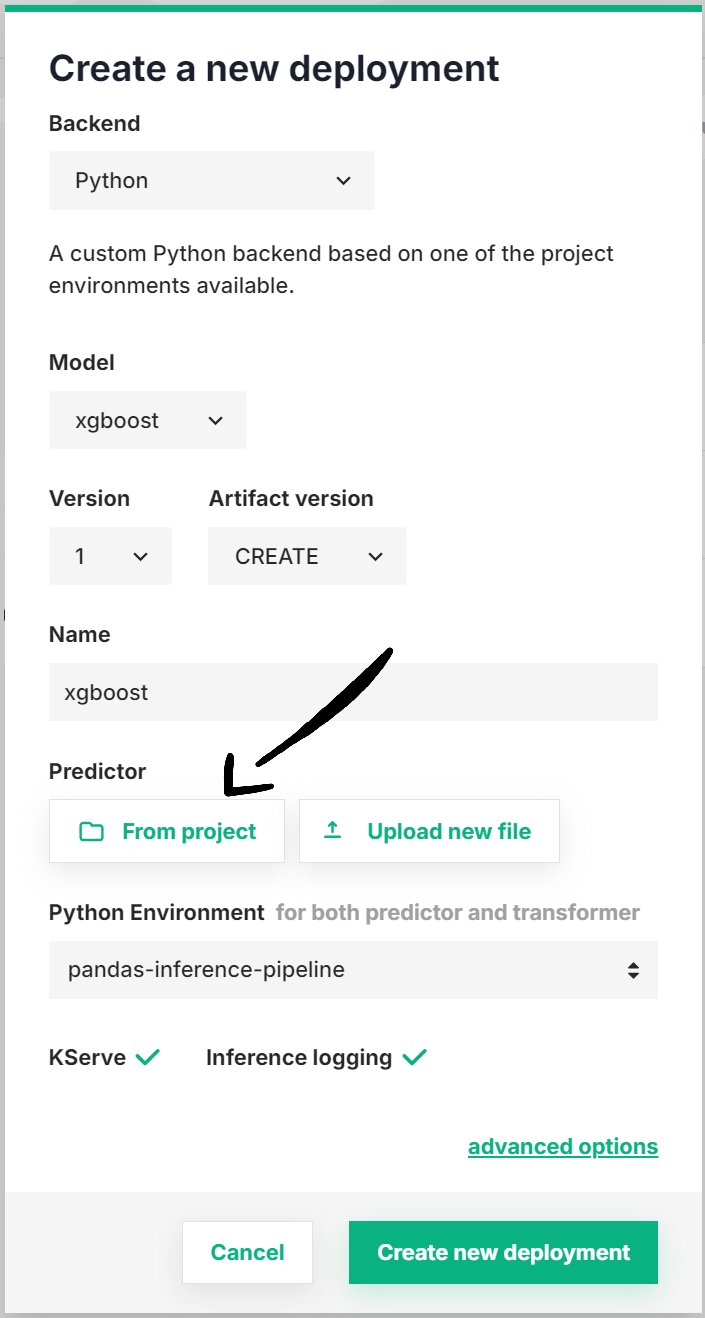 Create a new deployment
Backend
Python
A custom Python backend based on one of the project
environments available.
Model
xgboost
Version Artifact version
1 CREATE
Name
xgboost
Predictor
From project Upload new file
Python Environment for both predictor and transformer
pandas-inference-pipeline
KServe Inference logging
advanced options
Cancel Create new deployment